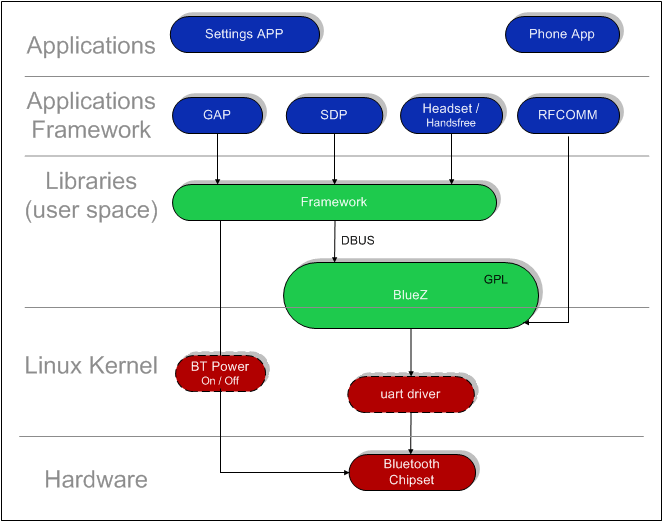 Applications
Settings APP
Phone App
Applications
Framework
GAP
SDP
Headset /
Handsfree
RFCOMM
Libraries
(user space)
Framework
DBUS
GPL
BlueZ
Linux Kernel
BT Power
On / Off
uart driver
Hardware
Bluetooth
Chipset